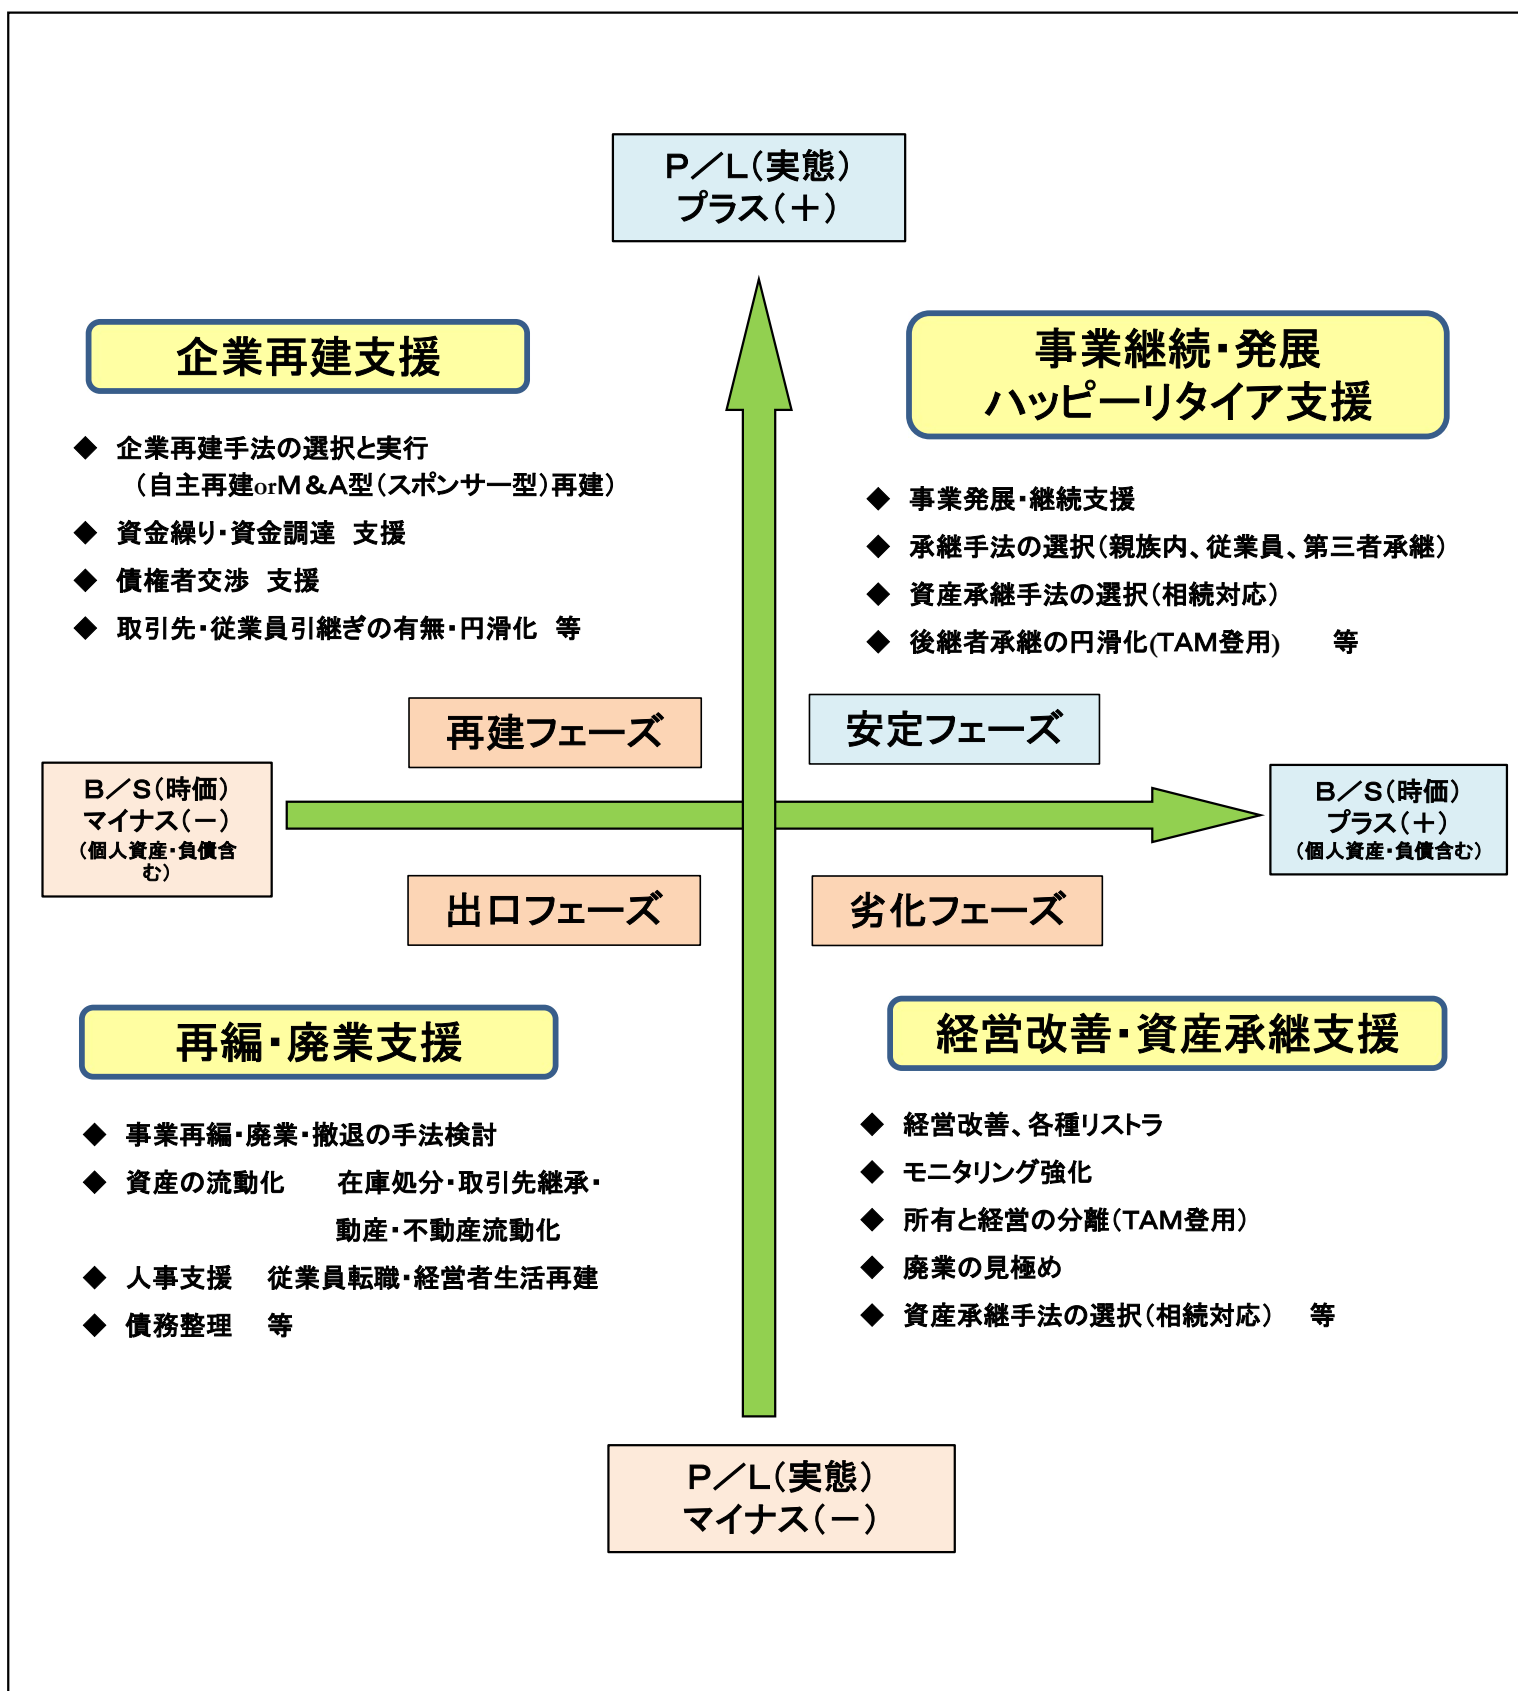 P／L(実態)
プラス(＋)
企業再建支援
◆ 企業再建手法の選択と実行
(自主再建orM＆A型(スポンサー型)再建)
◆ 資金繰り・資金調達　支援
◆ 債権者交渉　支援
◆ 取引先・従業員引継ぎの有無・円滑化　等
事業継続・発展
ハッピーリタイア支援
◆ 事業発展・継続支援
◆ 承継手法の選択(親族内、従業員、第三者承継)
◆ 資産承継手法の選択(相続対応)
◆ 後継者承継の円滑化(TAM登用)　　等
再建フェーズ
安定フェーズ
B／S(時価)
マイナス(－)
(個人資産・負債含
む)
B／S(時価)
プラス(＋)
(個人資産・負債含む)
出口フェーズ
劣化フェーズ
再編・廃業支援
◆ 事業再編・廃業・撤退の手法検討
◆ 資産の流動化　　在庫処分・取引先継承・
動産・不動産流動化
◆ 人事支援　従業員転職・経営者生活再建
◆ 債務整理　等
経営改善・資産承継支援
◆ 経営改善、各種リストラ
◆ モニタリング強化
◆ 所有と経営の分離(TAM登用)
◆ 廃業の見極め
◆ 資産承継手法の選択(相続対応)　等
P／L(実態)
マイナス(－)